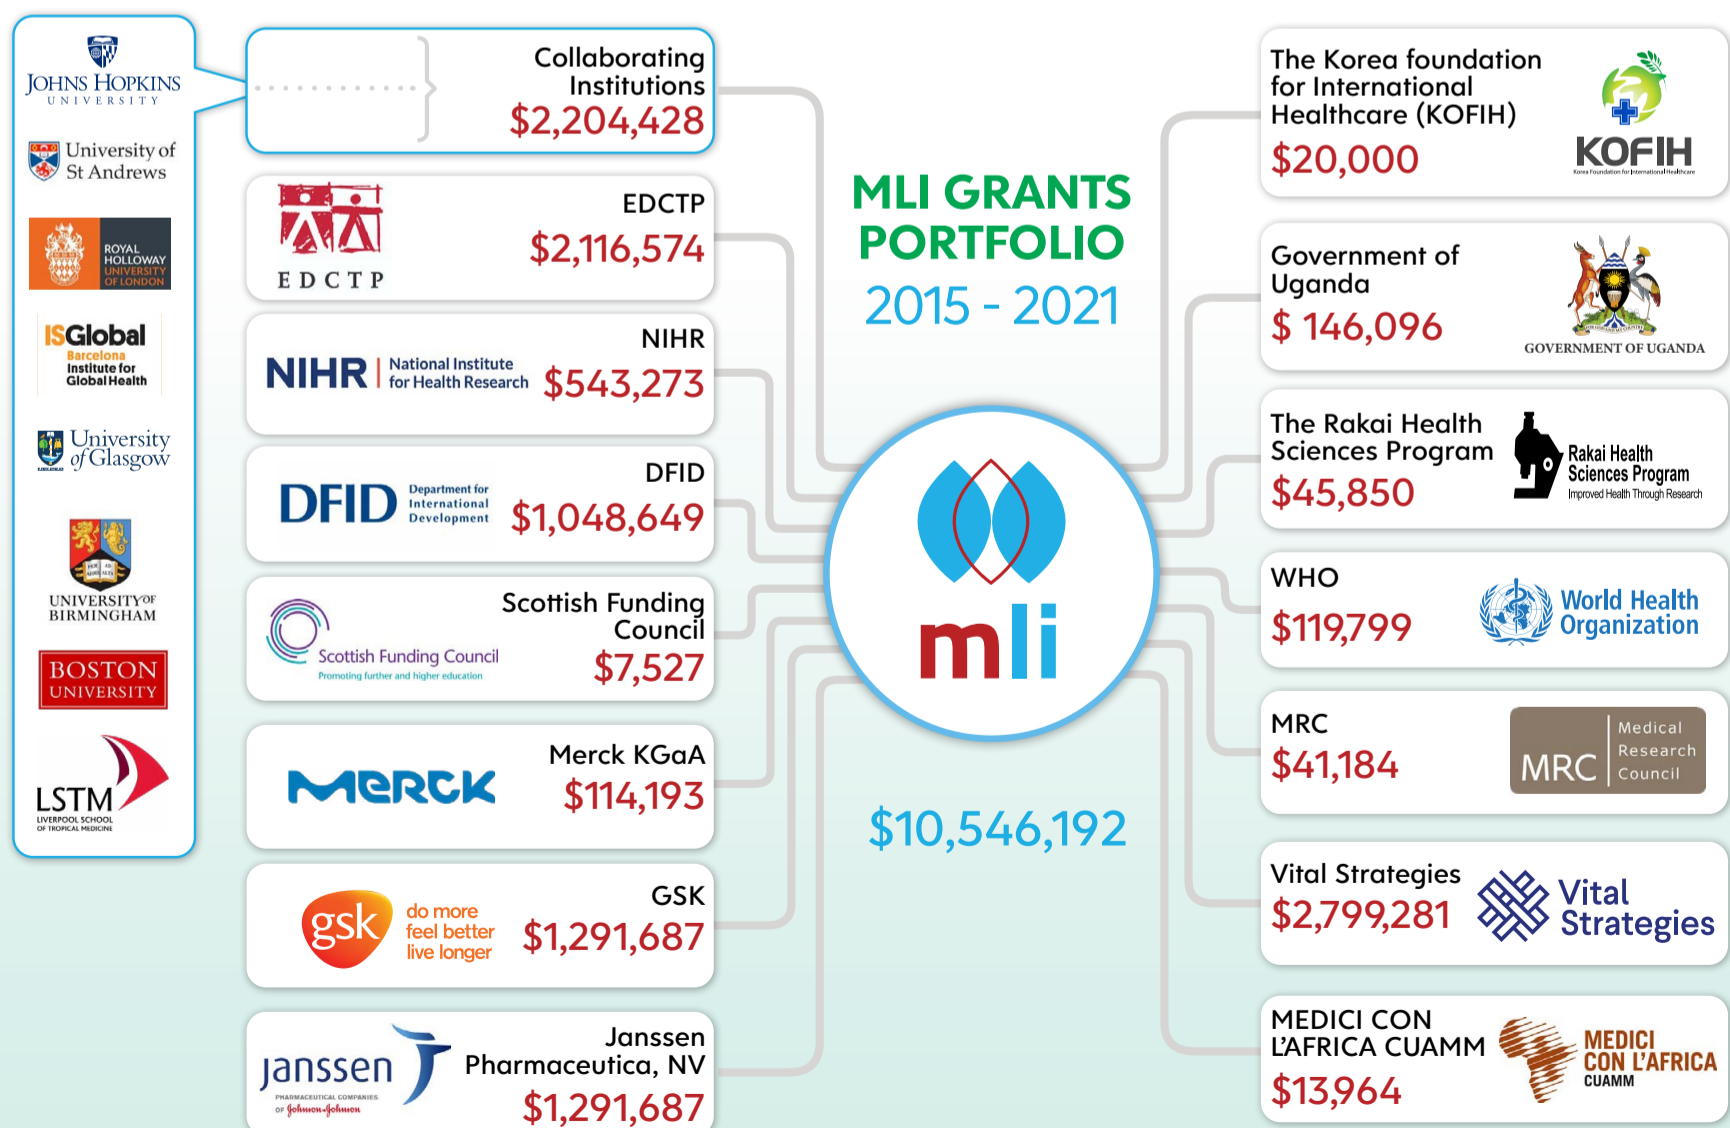 JOHNS HOPKINS
UNIVERSITY
University of
St Andrews
ROYAL
HOLLOWAY
UNIVERSITY
OF LONDON
ISGlobal
Barcelona
Institute for
Global Health
University
of Glasgow
UNIVERSITY OF
BIRMINGHAM
BOSTON
UNIVERSITY
LSTM
LIVERPOOL SCHOOL
OF TROPICAL MEDICINE
Collaborating
Institutions
$2,204,428
EDCTP
EDCTP
$2,116,574
NIHR
NIHR | National Institute
for Health Research
$543,273
DFID
DFID Department for
International
Development
$1,048,649
Scottish Funding
Council
$7,527
Scottish Funding Council
Promoting further and higher education
Merck KGaA
$114,193
MERCK
GSK
$1,291,687
gsk
do more
feel better
live longer
Janssen
Pharmaceutica, NV
$1,291,687
janssen
PHARMACEUTICAL COMPANIES
OF Johnson & Johnson
MLI GRANTS
PORTFOLIO
2015 - 2021
mli
$10,546,192
The Korea foundation
for International
Healthcare (KOFIH)
$20,000
KOFIH
Korea Foundation for International Healthcare
Government of
Uganda
$ 146,096
GOVERNMENT OF UGANDA
The Rakai Health
Sciences Program
$45,850
Rakai Health
Sciences Program
Improved Health Through Research
WHO
$119,799
World Health
Organization
MRC
$41,184
MRC
Medical
Research
Council
Vital Strategies
$2,799,281
Vital
Strategies
MEDICI CON
L'AFRICA CUAMM
$13,964
MEDICI
CON L'AFRICA
CUAMM